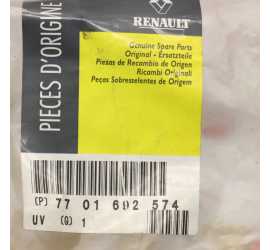 PIECES D'ORIGINE
RENAULT
Genuine Spare Parts
Original - Ersatzteile
Piezas de Recambio de Origen
Ricambi Originali
Peças Sobresselentes de Origem
(P) 77 01 692 574
UV (Q) 1